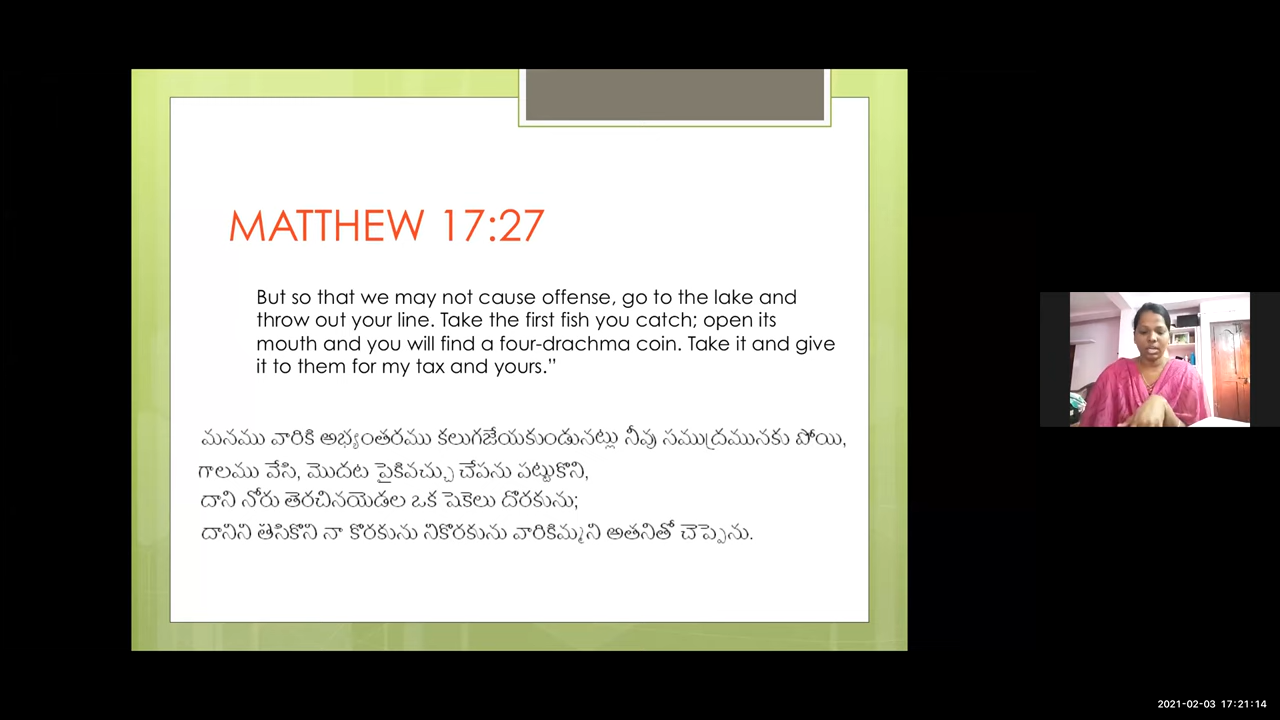 MATTHEW 17:27
But so that we may not cause offense, go to the lake and
throw out your line. Take the first fish you catch; open its
mouth and you will find a four-drachma coin. Take it and give
it to them for my tax and yours.”
మనము వారికి అభ్యంతరము కలుగజేయకుండునట్లు నీవు సముద్రమునకు పోయి,
గాలము వేసి, మొదట పైకివచ్చు చేపను పట్టుకొని,
దాని నోరు తెరచినయెడల ఒక షెకెలు దొరకును;
దానిని తీసికొని నా కొరకును నికొరకును వారికిమ్మని అతనితో చెప్పెను.
2021-02-03 17:21:14